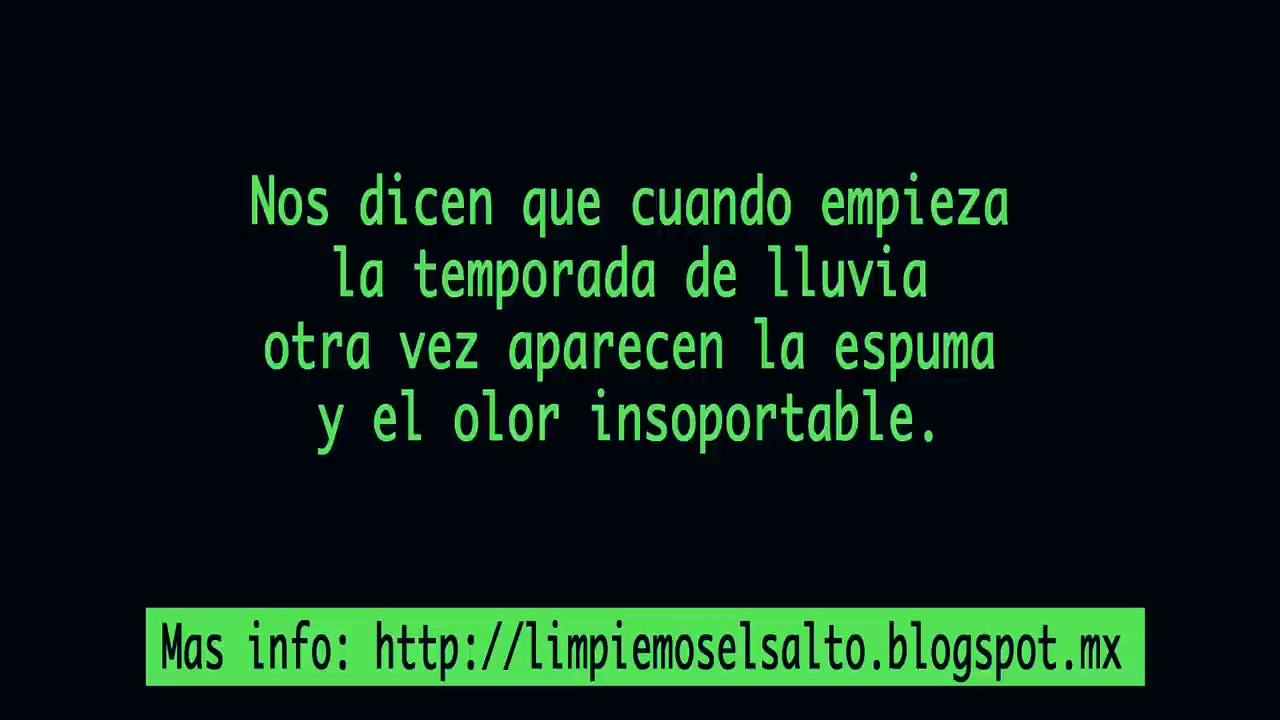 Nos dicen que cuando empieza
la temporada de lluvia
otra vez aparecen la espuma
y el olor insoportable.
Mas info: http://limpiemoselsalto.blogspot.mx